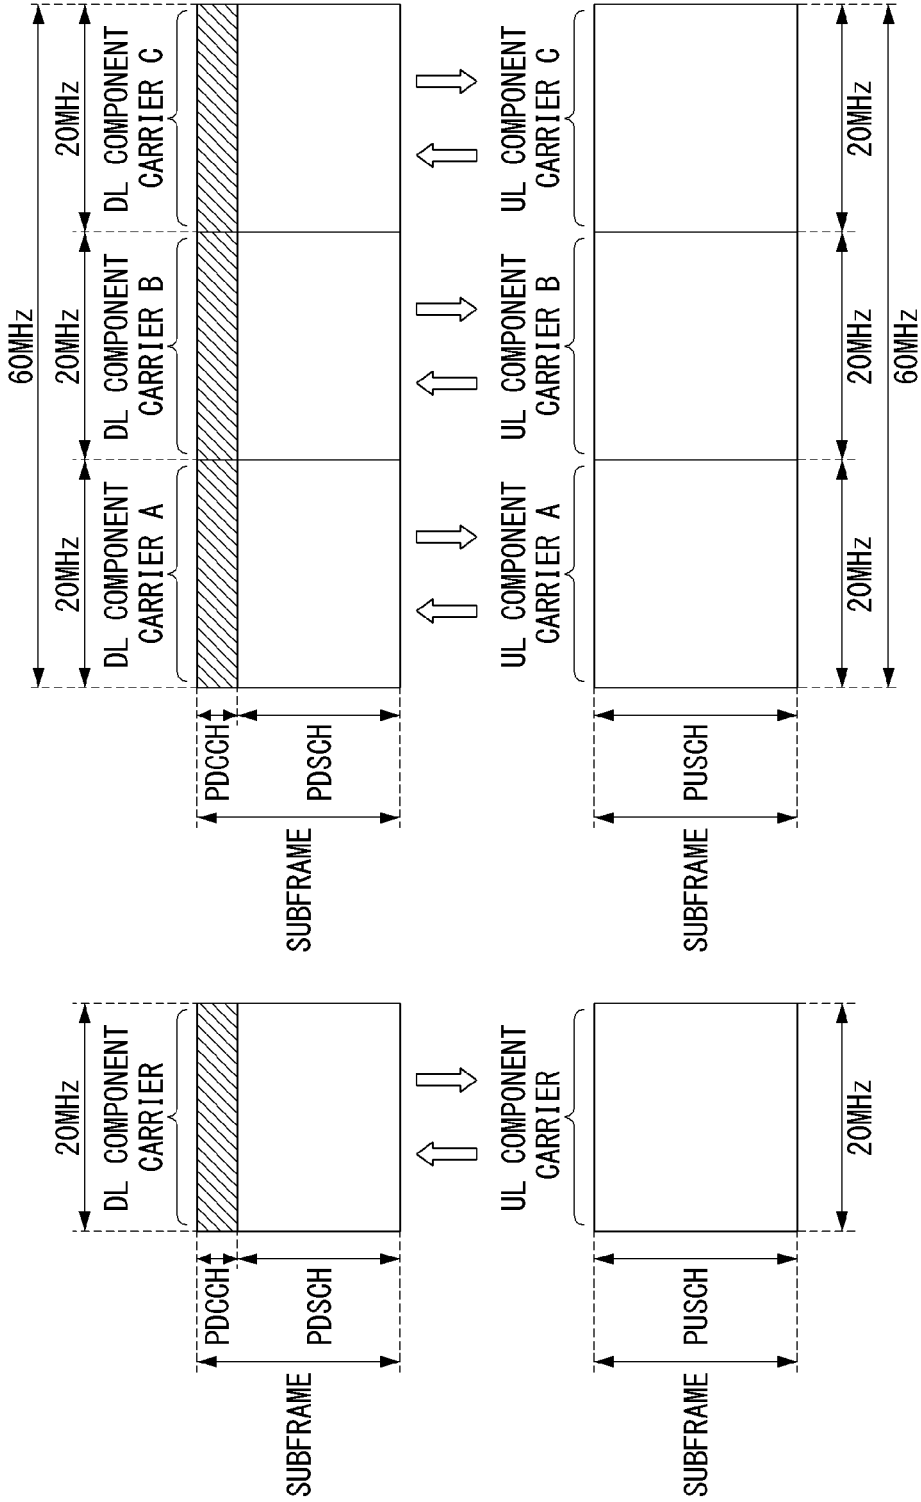 20MHz
DL COMPONENT
CARRIER
PDCCH
PDSCH
SUBFRAME
UL COMPONENT
CARRIER
PUSCH
SUBFRAME
20MHz
60MHz
20MHz
20MHz
20MHz
DL COMPONENT
CARRIER A
DL COMPONENT
CARRIER B
DL COMPONENT
CARRIER C
PDCCH
PDSCH
SUBFRAME
UL COMPONENT
CARRIER A
UL COMPONENT
CARRIER B
UL COMPONENT
CARRIER C
PUSCH
SUBFRAME
20MHz
20MHz
20MHz
60MHz